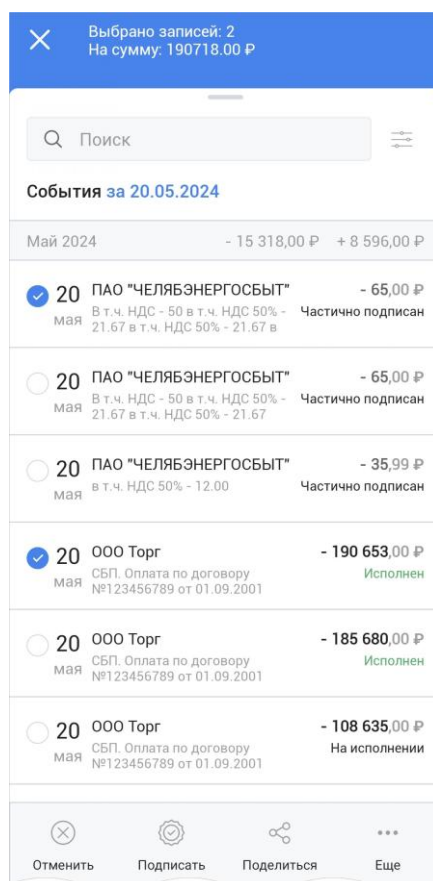 Выбрано записей: 2
На сумму: 190718.00 ₽
Поиск
События за 20.05.2024
Май 2024 - 15 318,00 ₽ + 8 596,00 ₽
20 ПАО "ЧЕЛЯБЭНЕРГОСБЫТ" - 65,00 ₽
мая В т.ч. НДС - 50 в т.ч. НДС 50% - Частично подписан
21.67 в т.ч. НДС 50% - 21.67 в
20 ПАО "ЧЕЛЯБЭНЕРГОСБЫТ" - 65,00 ₽
мая В т.ч. НДС - 50 в т.ч. НДС 50% - Частично подписан
21.67 в т.ч. НДС 50% - 21.67
20 ПАО "ЧЕЛЯБЭНЕРГОСБЫТ" - 35,99 ₽
мая в т.ч. НДС 50% - 12.00 Частично подписан
20 ООО Торг - 190 653,00 ₽
мая СБП. Оплата по договору Исполнен
№123456789 от 01.09.2001
20 ООО Торг - 185 680,00 ₽
мая СБП. Оплата по договору Исполнен
№123456789 от 01.09.2001
20 ООО Торг - 108 635,00 ₽
мая СБП. Оплата по договору На исполнении
№123456789 от 01.09.2001
Отменить Подписать Поделиться Еще